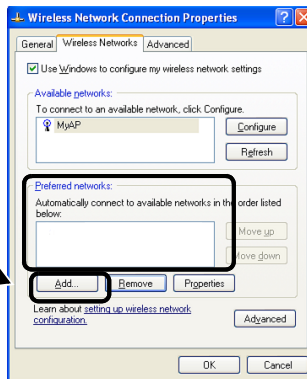 Wireless Network Connection Properties
General Wireless Networks Advanced
Use Windows to configure my wireless network settings
Available networks:
To connect to an available network, click Configure.
MyAP
Configure
Refresh
Preferred networks:
Automatically connect to available networks in the order listed
below:
Move up
Move down
Add... Remove Properties
Learn about setting up wireless network
configuration.
Advanced
OK Cancel